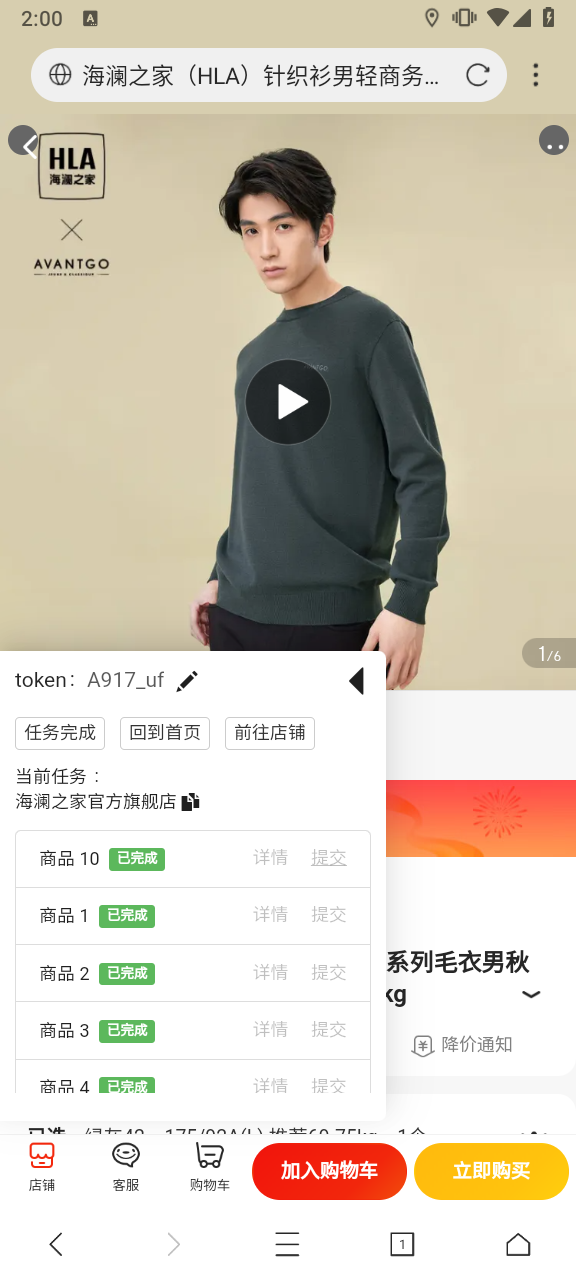 2:00
海澜之家（HLA）针织衫男轻商务...
HLA
海澜之家
AVANTGO
1/6
token： A917_uf
任务完成 回到首页 前往店铺
当前任务：
海澜之家官方旗舰店
商品 10 已完成 详情 提交
商品 1 已完成 详情 提交
商品 2 已完成 详情 提交
商品 3 已完成 详情 提交
商品 4 已完成 详情 提交
系列毛衣男秋
kg
降价通知
店铺 客服 购物车 加入购物车 立即购买
1